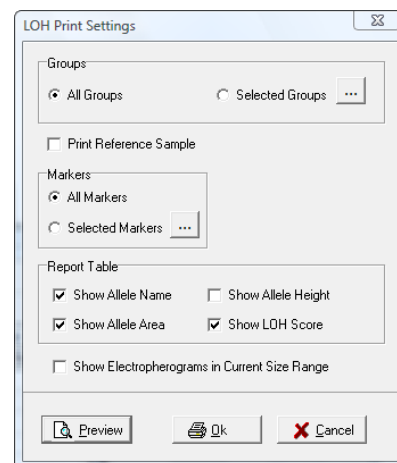 LOH Print Settings
Groups
All Groups Selected Groups ...
Print Reference Sample
Markers
All Markers
Selected Markers ...
Report Table
Show Allele Name Show Allele Height
Show Allele Area Show LOH Score
Show Electropherograms in Current Size Range
Preview Ok Cancel